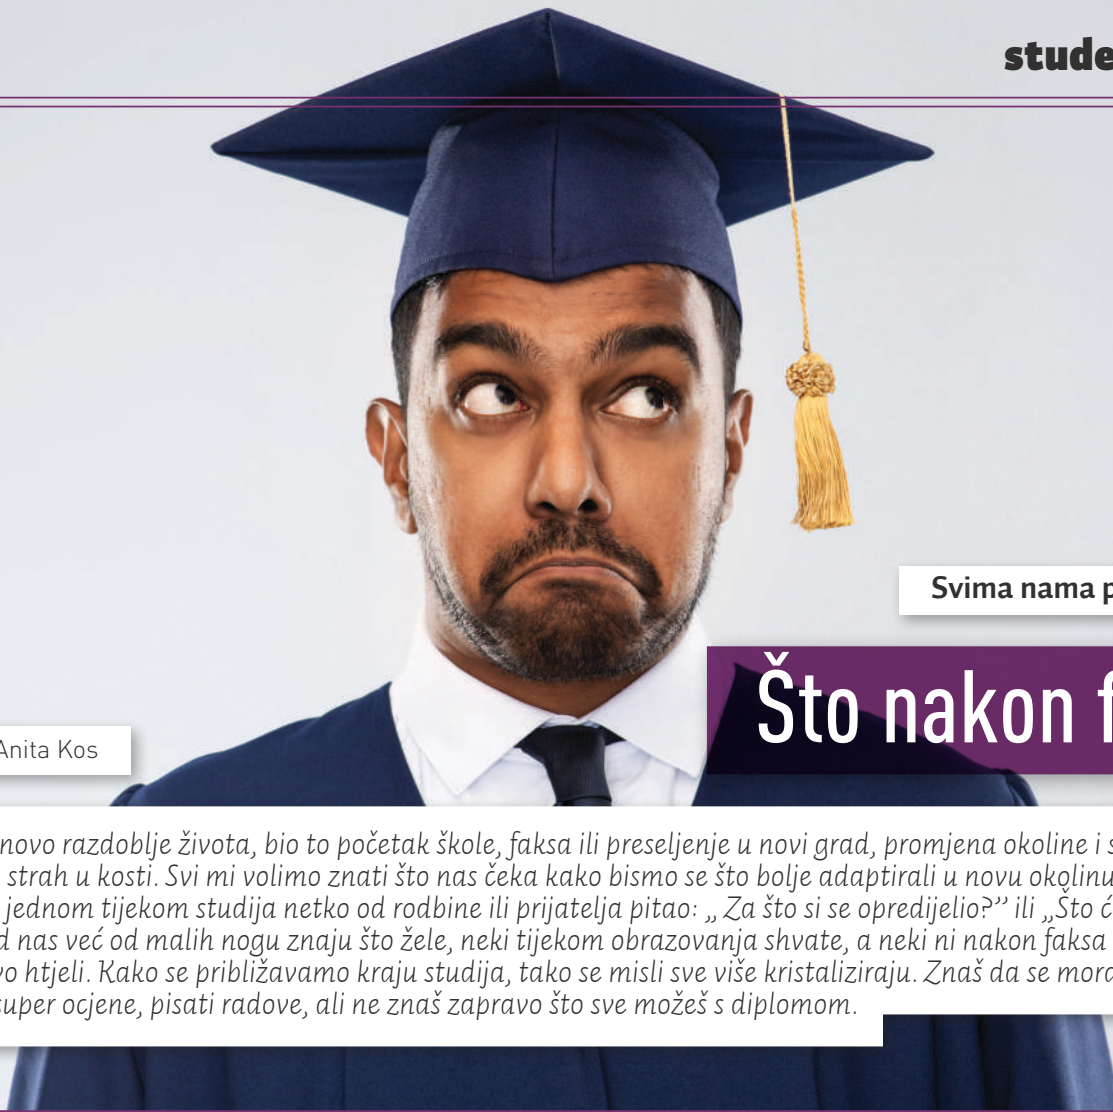 stude
Svima nama p
Što nakon f
Anita Kos
novo razdoblje života, bio to početak škole, faksa ili preseljenje u novi grad, promjena okoline i s
strah u kosti. Svi mi volimo znati što nas čeka kako bismo se što bolje adaptirali u novu okolinu
jednom tijekom studija netko od rodbine ili prijatelja pitao: „ Za što si se opredijelio?’’ ili „Što ć
d nas već od malih nogu znaju što žele, neki tijekom obrazovanja shvate, a neki ni nakon faksa
vo htjeli. Kako se približavamo kraju studija, tako se misli sve više kristaliziraju. Znaš da se mora
super ocjene, pisati radove, ali ne znaš zapravo što sve možeš s diplomom.